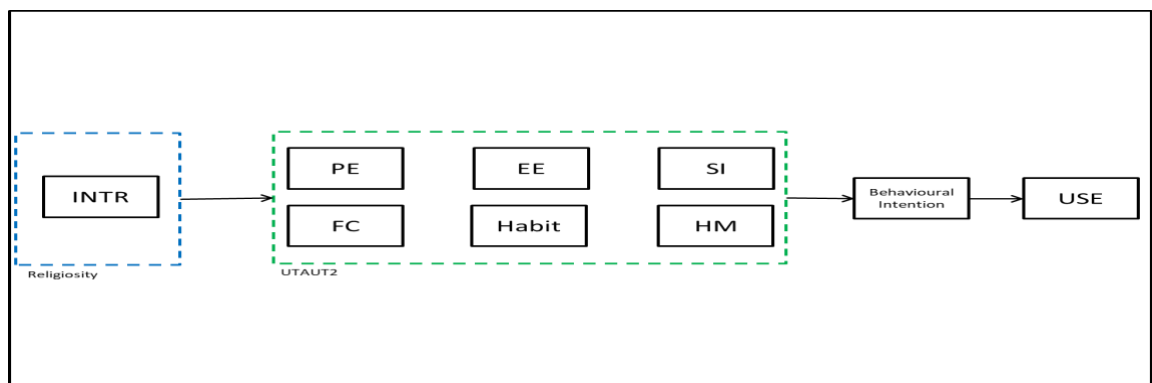 PE
EE
SI
INTR
Behavioural
Intention
USE
FC
Habit
HM
Religiosity
UTAUT2